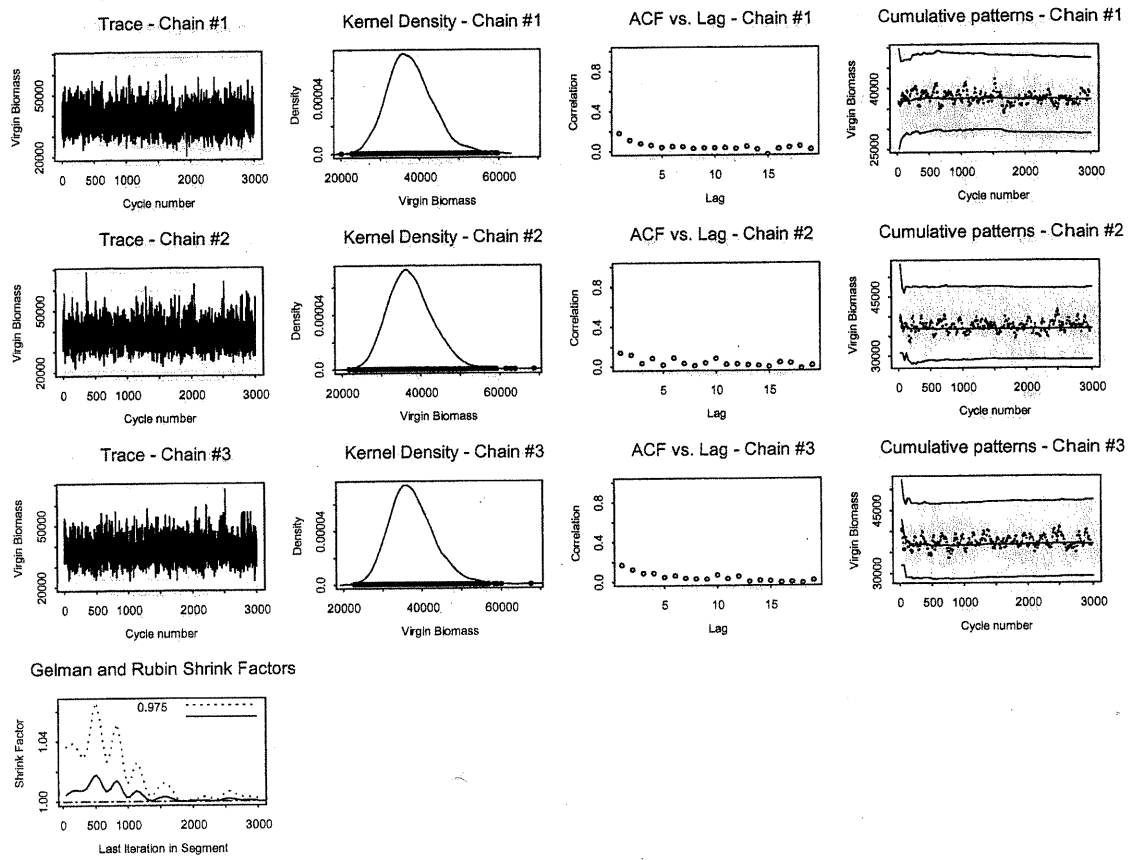 Trace - Chain #1
Kernel Density - Chain #1
ACF vs. Lag - Chain #1
Cumulative patterns - Chain #1
Virgin Biomass
20000
50000
0 500 1000 2000 3000
Cycle number
Density
0.0
0.00004
20000 40000 60000
Virgin Biomass
Correlation
0.0
0.4
0.8
5 10 15
Lag
Virgin Biomass
25000
40000
0 500 1000 2000 3000
Cycle number
Trace - Chain #2
Kernel Density - Chain #2
ACF vs. Lag - Chain #2
Cumulative patterns - Chain #2
Virgin Biomass
20000
50000
0 500 1000 2000 3000
Cycle number
Density
0.0
0.00004
20000 40000 60000
Virgin Biomass
Correlation
0.0
0.4
0.8
5 10 15
Lag
Virgin Biomass
30000
45000
0 500 1000 2000 3000
Cycle number
Trace - Chain #3
Kernel Density - Chain #3
ACF vs. Lag - Chain #3
Cumulative patterns - Chain #3
Virgin Biomass
20000
50000
0 500 1000 2000 3000
Cycle number
Density
0.0
0.00004
20000 40000 60000
Virgin Biomass
Correlation
0.0
0.4
0.8
5 10 15
Lag
Virgin Biomass
30000
45000
0 500 1000 2000 3000
Cycle number
Gelman and Rubin Shrink Factors
0.975
Shrink Factor
1.00
1.04
0 500 1000 2000 3000
Last Iteration in Segment